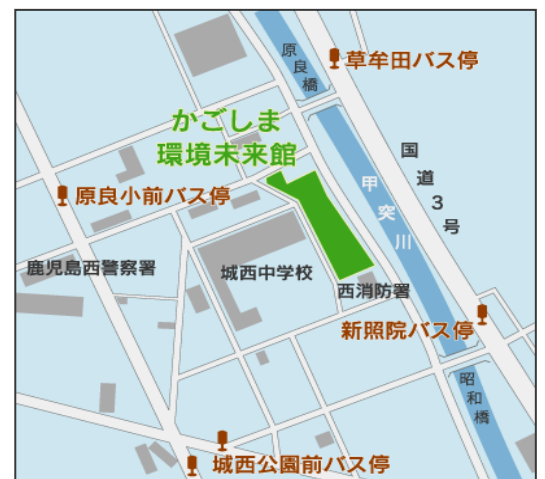 原良橋
草牟田バス停
かごしま
環境未来館
国道3号
甲突川
原良小前バス停
鹿児島西警察署
城西中学校
西消防署
新照院バス停
昭和橋
城西公園前バス停